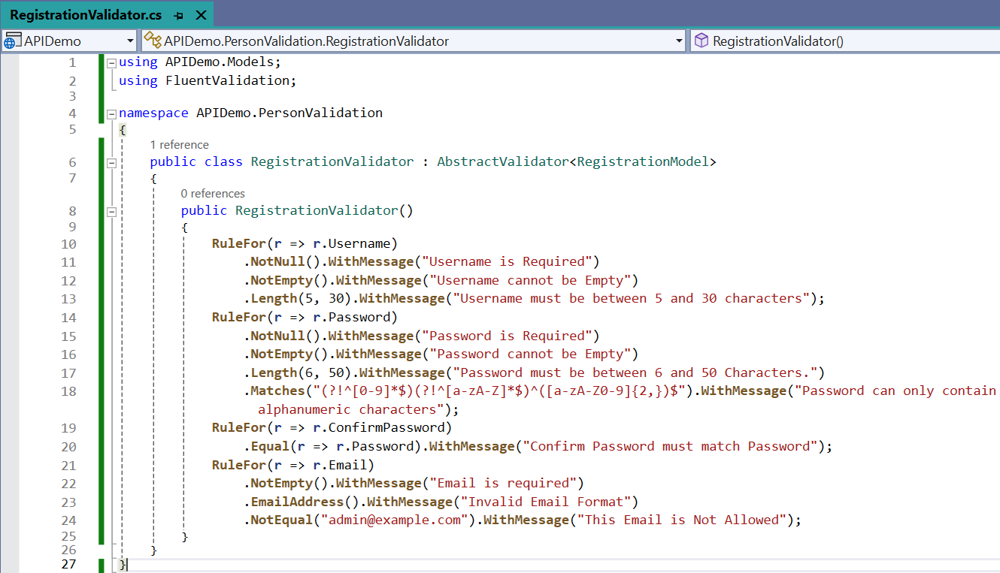 RegistrationValidator.cs
APIDemo
APIDemo.PersonValidation.RegistrationValidator
RegistrationValidator()
1 using APIDemo.Models;
2 using FluentValidation;
3
4 namespace APIDemo.PersonValidation
5 {
1 reference
6 public class RegistrationValidator : AbstractValidator<RegistrationModel>
7 {
0 references
8 public RegistrationValidator()
9 {
10 RuleFor(r => r.Username)
11 .NotNull().WithMessage("Username is Required")
12 .NotEmpty().WithMessage("Username cannot be Empty")
13 .Length(5, 30).WithMessage("Username must be between 5 and 30 characters");
14 RuleFor(r => r.Password)
15 .NotNull().WithMessage("Password is Required")
16 .NotEmpty().WithMessage("Password cannot be Empty")
17 .Length(6, 50).WithMessage("Password must be between 6 and 50 Characters.")
18 .Matches("(?!^[0-9]*$)(?!^[a-zA-Z]*$)^([a-zA-Z0-9]{2,})$").WithMessage("Password can only contain
alphanumeric characters");
19 RuleFor(r => r.ConfirmPassword)
20 .Equal(r => r.Password).WithMessage("Confirm Password must match Password");
21 RuleFor(r => r.Email)
22 .NotEmpty().WithMessage("Email is required")
23 .EmailAddress().WithMessage("Invalid Email Format")
24 .NotEqual("admin@example.com").WithMessage("This Email is Not Allowed");
25 }
26 }
27 }